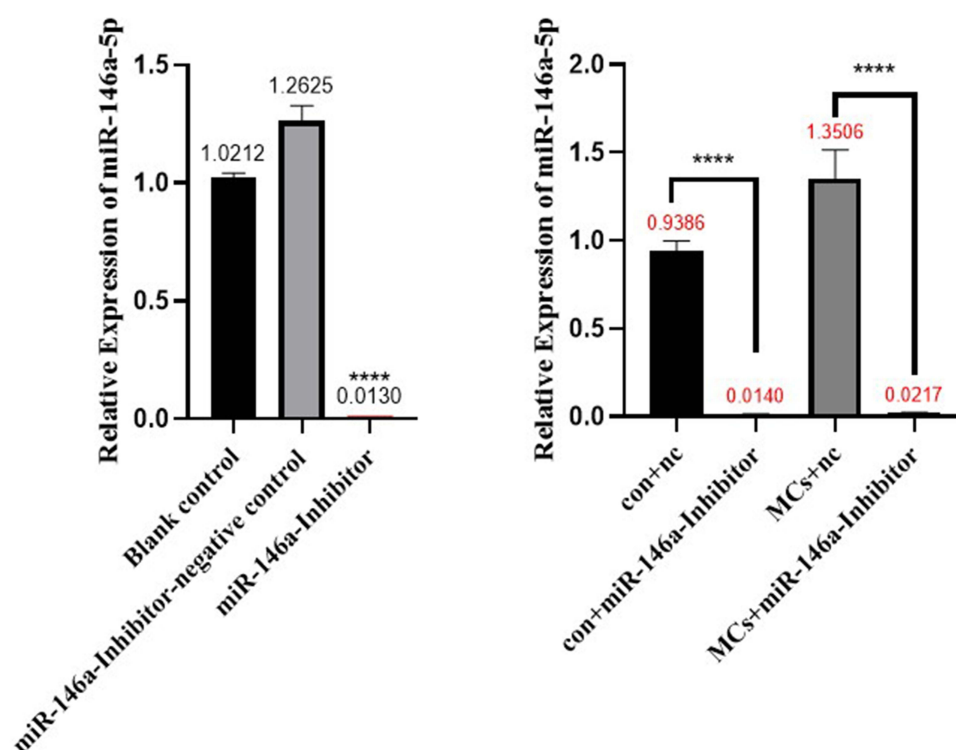 Relative Expression of miR-146a-5p
1.5
1.0
0.5
0.0
1.0212
1.2625
****
0.0130
Blank control
miR-146a-Inhibitor-negative control
miR-146a-Inhibitor
Relative Expression of miR-146a-5p
2.0
1.5
1.0
0.5
0.0
****
****
0.9386
0.0140
1.3506
0.0217
con+nc
con+miR-146a-Inhibitor
MCs+nc
MCs+miR-146a-Inhibitor